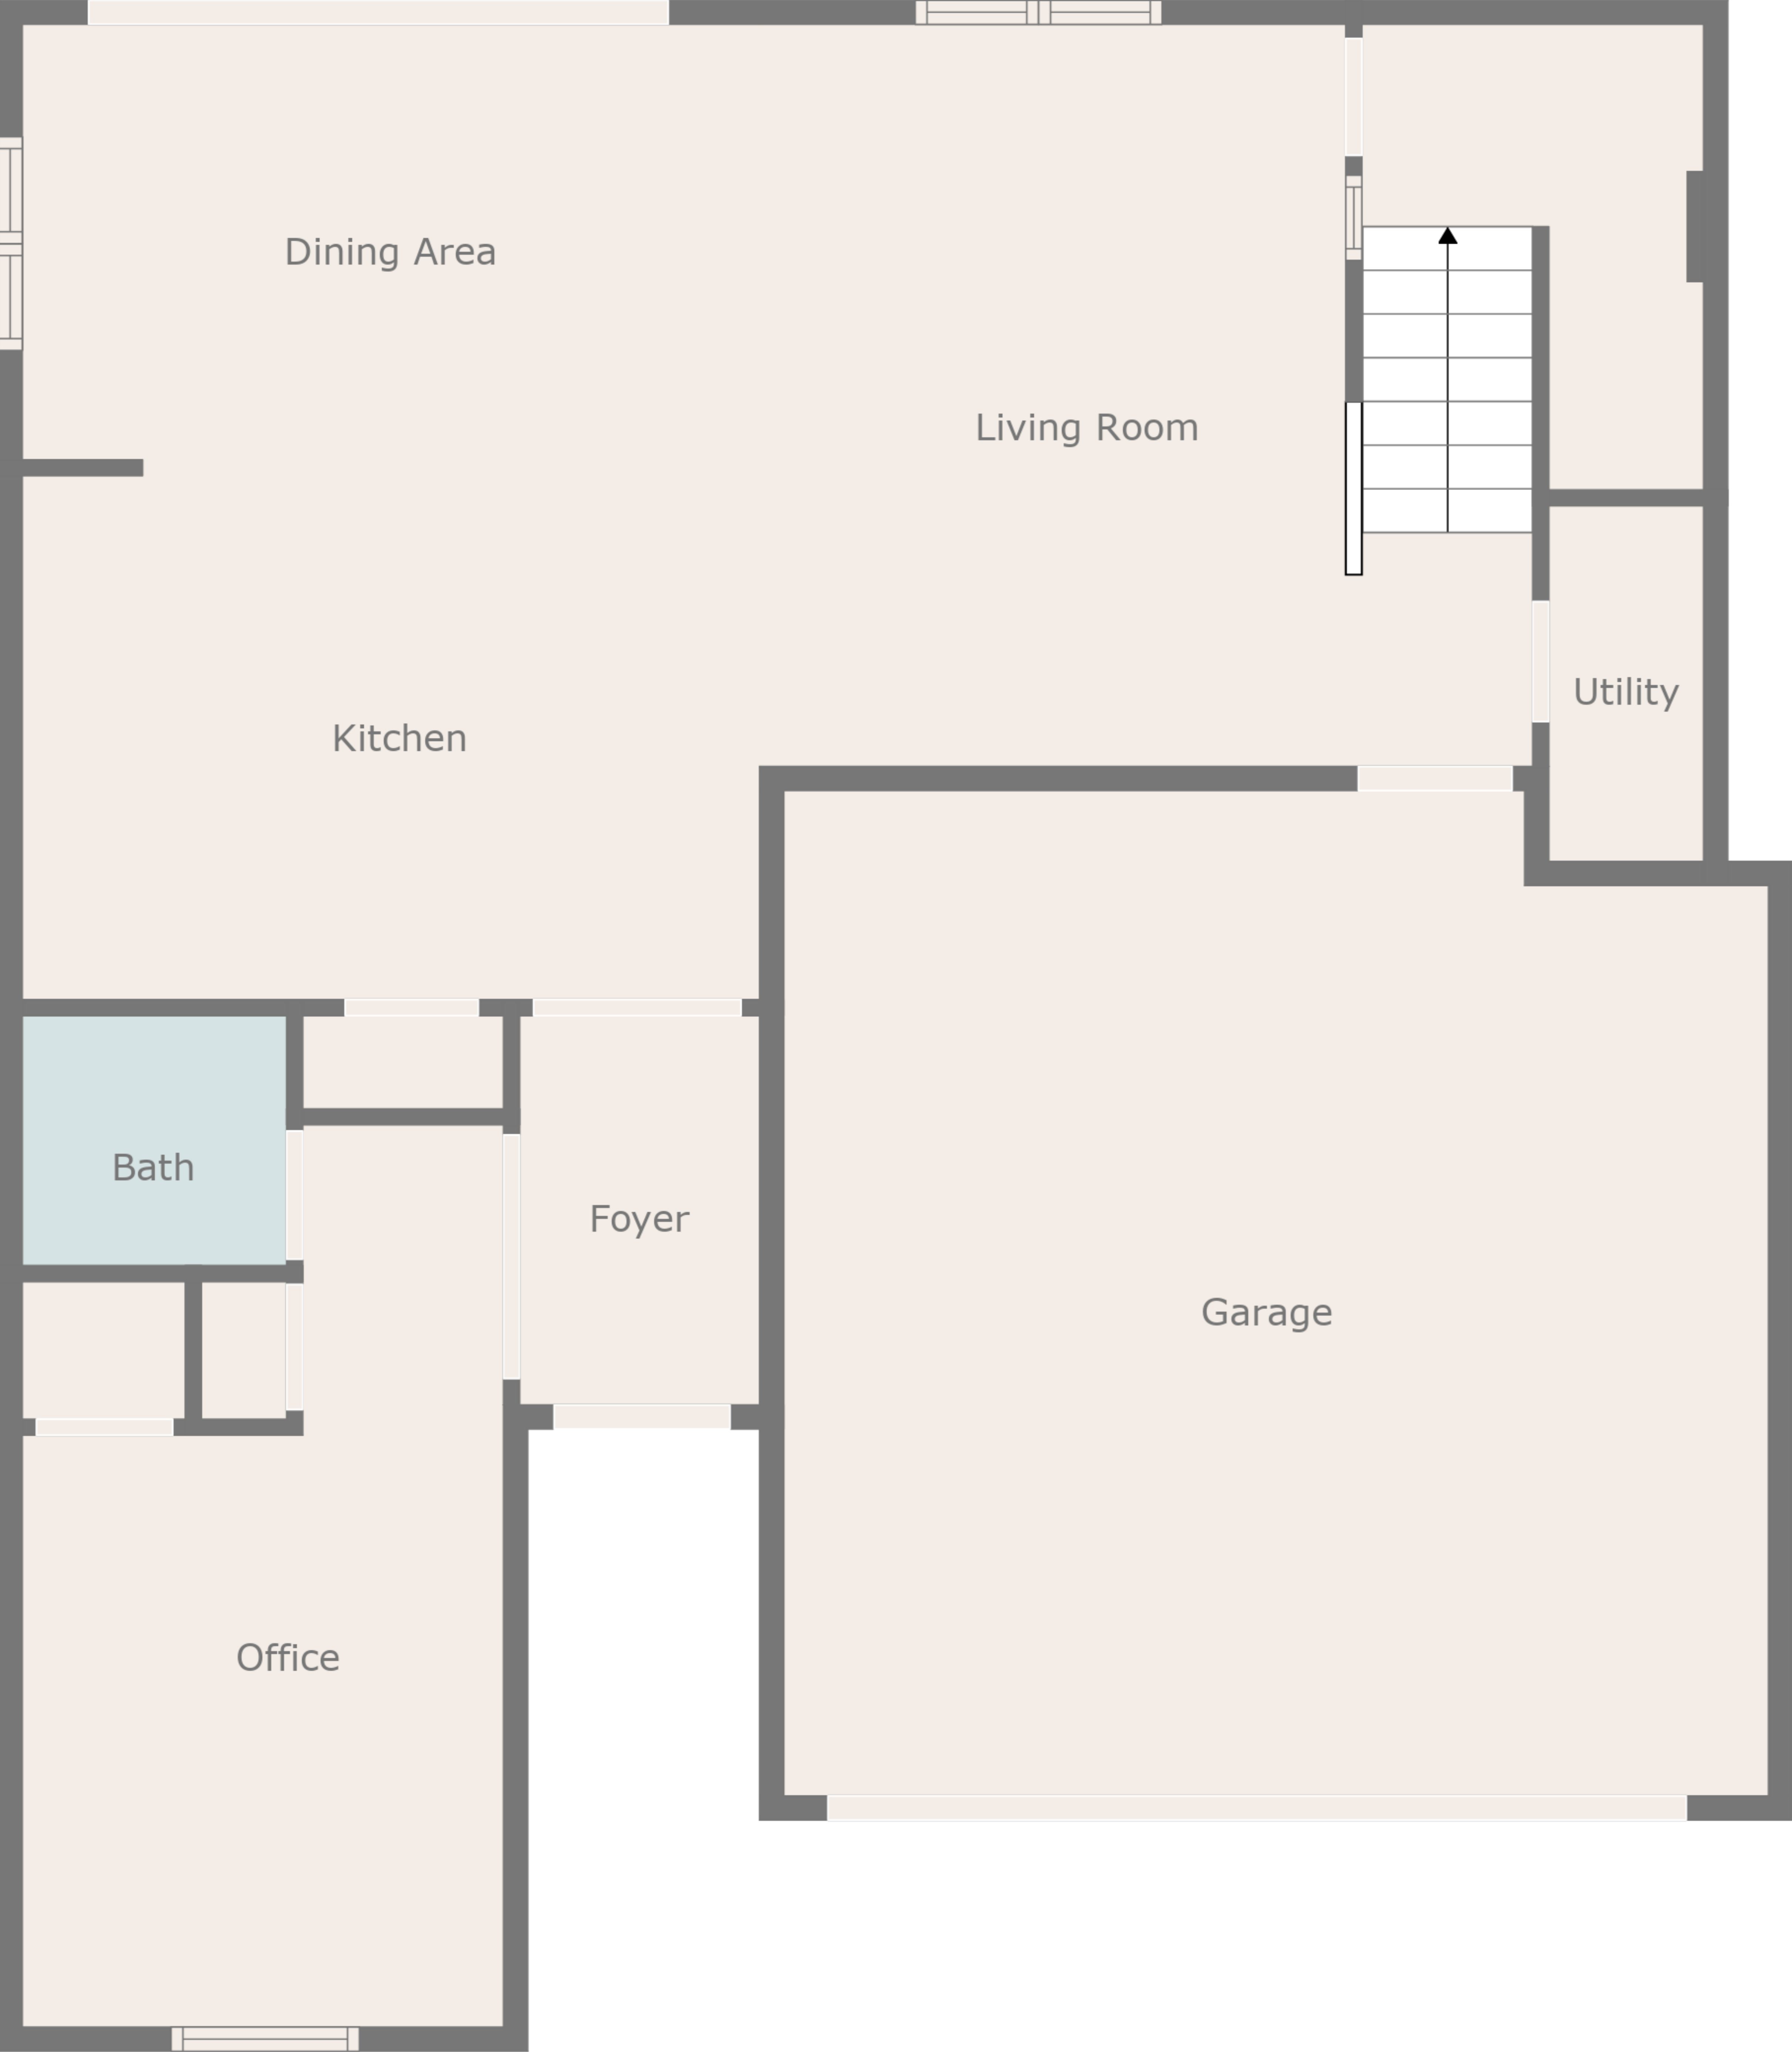 Dining Area
Living Room
Utility
Kitchen
Bath
Foyer
Garage
Office